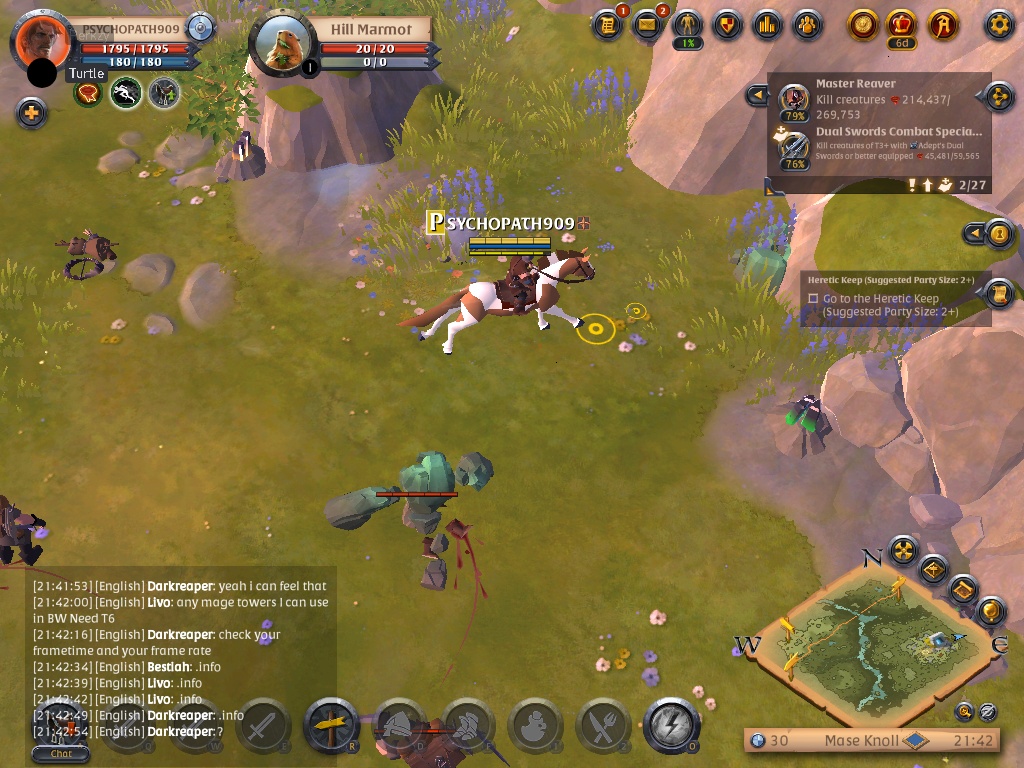 PSYCHOPATH909
1795/1795
180/180
Turtle
Hill Marmot
20/20
0/0
I
1
2
1%
6d
Master Reaver
Kill creatures 214,437/
269,753
79%
Dual Swords Combat Specia...
Kill creatures of T3+ with Adept's Dual
Swords or better equipped 45,481/59,565
76%
2/27
PSYCHOPATH909
Heretic Keep (Suggested Party Size: 2+)
Go to the Heretic Keep
(Suggested Party Size: 2+)
[21:41:53] [English] Darkreaper: yeah i can feel that
[21:42:00] [English] Livo: any mage towers I can use
in BW Need T6
[21:42:16] [English] Darkreaper: check your
frametime and your frame rate
[21:42:34] [English] Bestiah: .info
[21:42:39] [English] Livo: .info
[21:42:42] [English] Livo: .info
[21:42:49] [English] Darkreaper: .info
[21:42:54] [English] Darkreaper: ?
Chat
Q
W
E
R
D
F
1
2
O
N
W
E
30
Mase Knoll
21:42